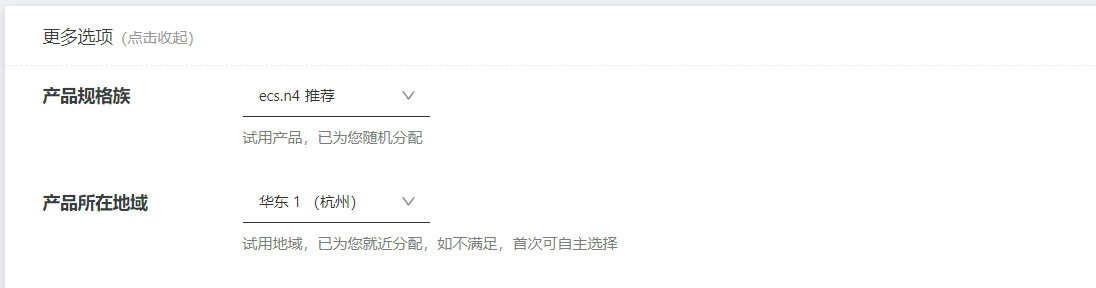 更多选项（点击收起）
产品规格族 ecs.n4 推荐
试用产品，已为您随机分配
产品所在地域 华东 1 （杭州）
试用地域，已为您就近分配，如不满足，首次可自主选择